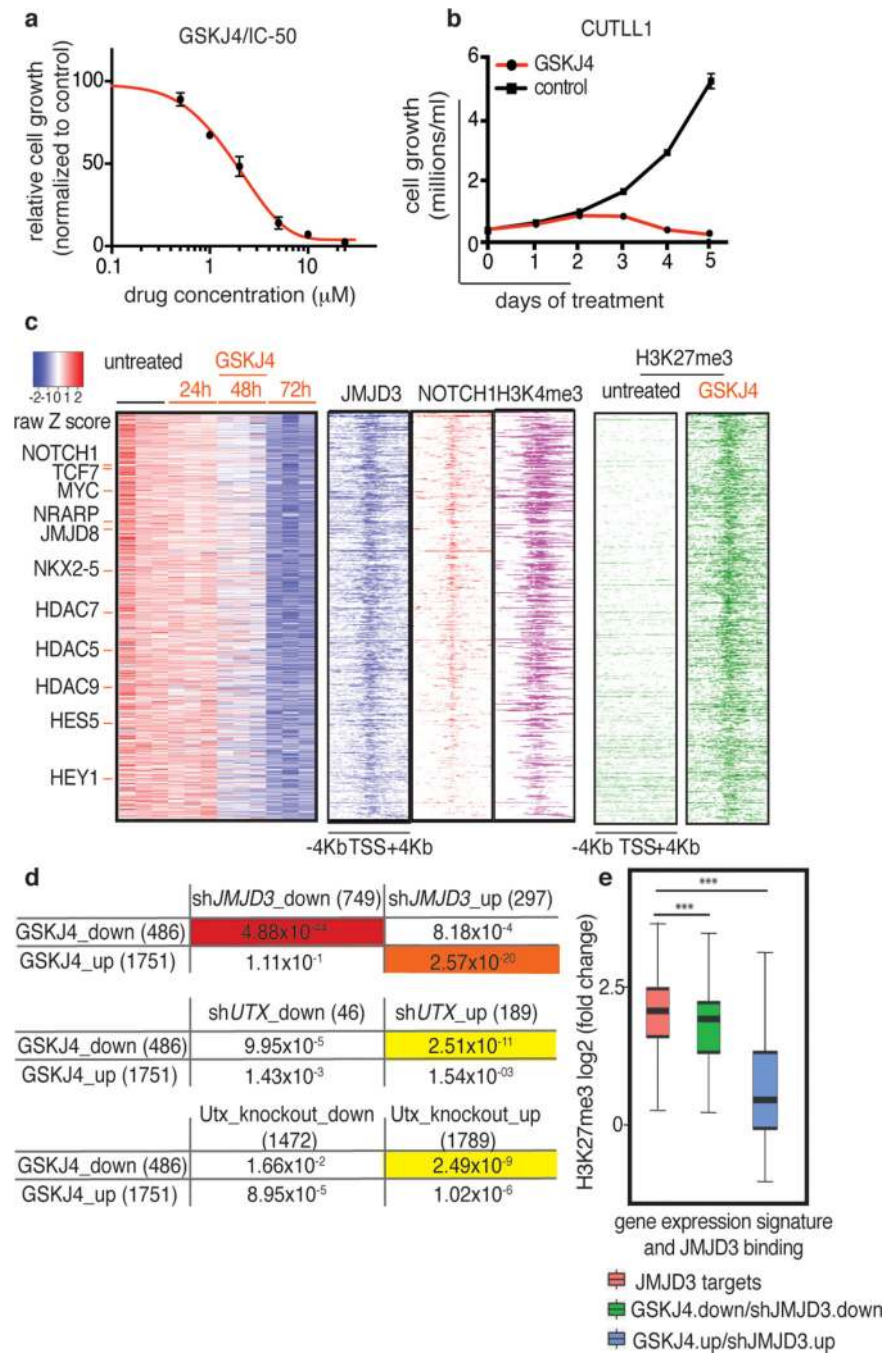 a
GSKJ4/IC-50
relative cell growth
(normalized to control)
100
50
0
0.1 1 10
drug concentration (μM)
b
CUTLL1
GSKJ4
control
cell growth
(millions/ml)
6
4
2
0
0 1 2 3 4 5
days of treatment
c
-2-10 1 2
raw Z score
untreated GSKJ4
24h 48h 72h
JMJD3 NOTCH1 H3K4me3
H3K27me3
untreated GSKJ4
NOTCH1
TCF7
MYC
NRARP
JMJD8
NKX2-5
HDAC7
HDAC5
HDAC9
HES5
HEY1
-4Kb TSS+4Kb
-4Kb TSS+4Kb
d
shJMJD3_down (749) shJMJD3_up (297)
GSKJ4_down (486) 8.18x10-4
GSKJ4_up (1751) 1.11x10-1 2.57x10-20
shUTX_down (46) shUTX_up (189)
GSKJ4_down (486) 9.95x10-5 2.51x10-11
GSKJ4_up (1751) 1.43x10-3 1.54x10-03
Utx_knockout_down Utx_knockout_up
(1472) (1789)
GSKJ4_down (486) 1.66x10-2 2.49x10-9
GSKJ4_up (1751) 8.95x10-5 1.02x10-6
e
***
***
H3K27me3 log2 (fold change)
2.5
0
gene expression signature
and JMJD3 binding
JMJD3 targets
GSKJ4.down/shJMJD3.down
GSKJ4.up/shJMJD3.up